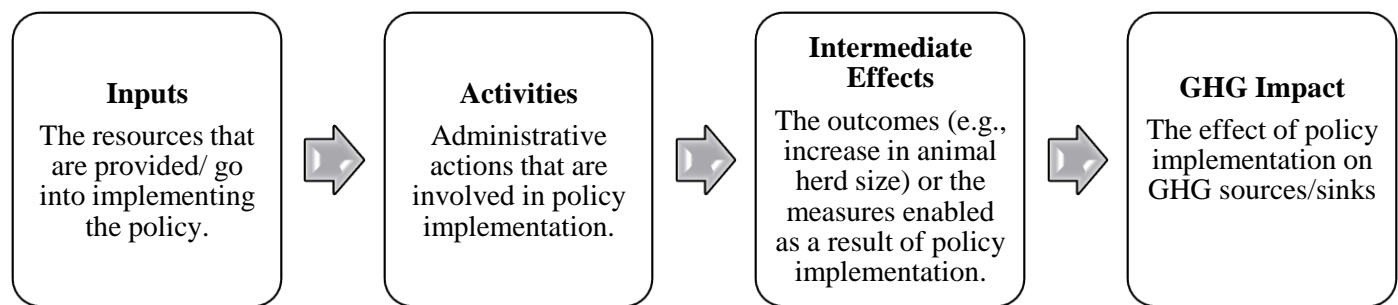 Inputs
The resources that
are provided/ go
into implementing
the policy.
Activities
Administrative
actions that are
involved in policy
implementation.
Intermediate
Effects
The outcomes (e.g.,
increase in animal
herd size) or the
measures enabled
as a result of policy
implementation.
GHG Impact
The effect of policy
implementation on
GHG sources/sinks